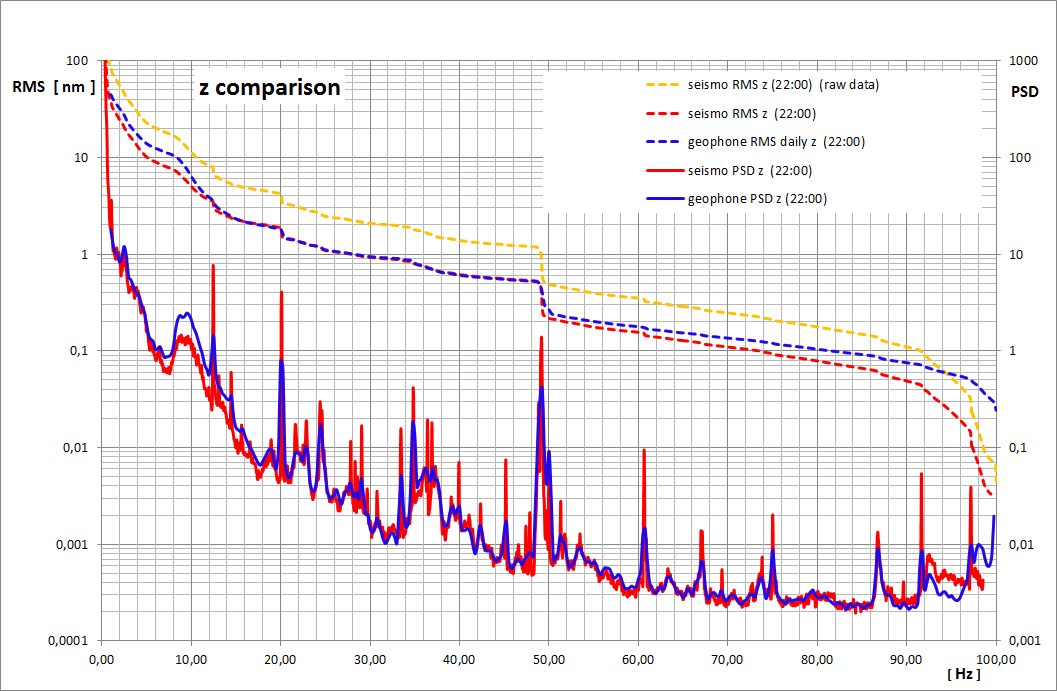 100
1000
RMS [ nm ]
z comparison
PSD
seismo RMS z (22:00) (raw data)
seismo RMS z (22:00)
geophone RMS daily z (22:00)
seismo PSD z (22:00)
geophone PSD z (22:00)
10
100
1
10
0,1
1
0,01
0,1
0,001
0,01
0,0001
0,001
0,00 10,00 20,00 30,00 40,00 50,00 60,00 70,00 80,00 90,00 100,00
[ Hz ]